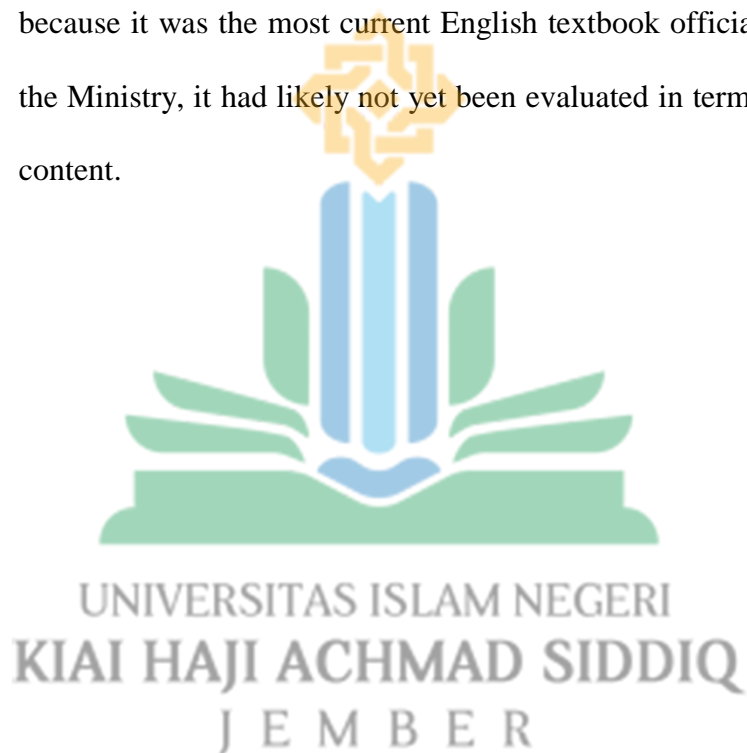 because it was the most current English textbook officia
the Ministry, it had likely not yet been evaluated in term
content.
UNIVERSITAS ISLAM NEGERI
KIAI HAJI ACHMAD SIDDIQ
JEMBER